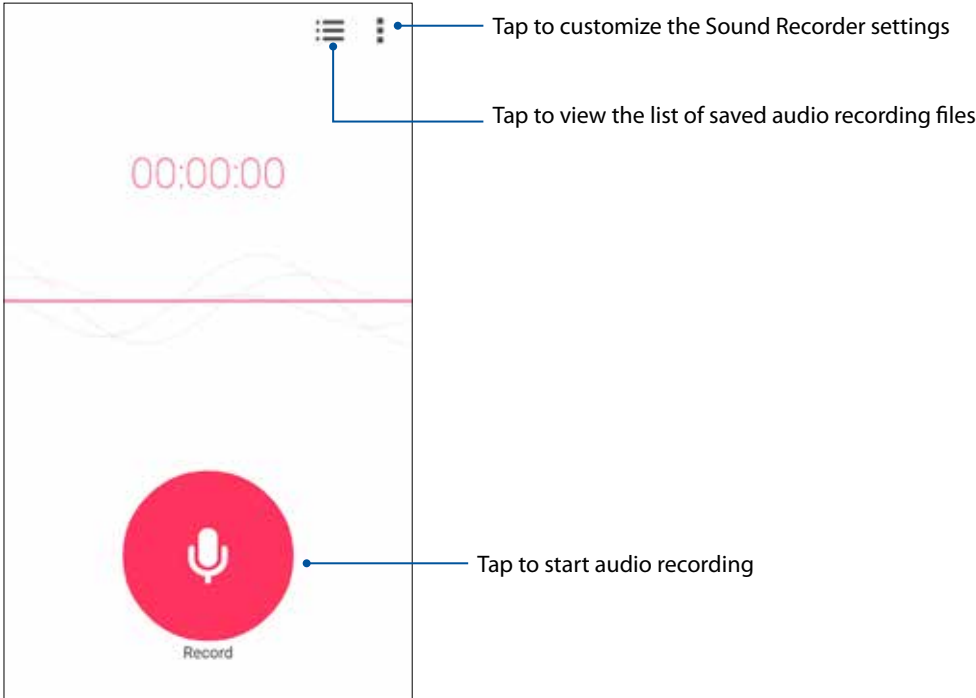 Tap to customize the Sound Recorder settings
Tap to view the list of saved audio recording files
00:00:00
Tap to start audio recording
Record